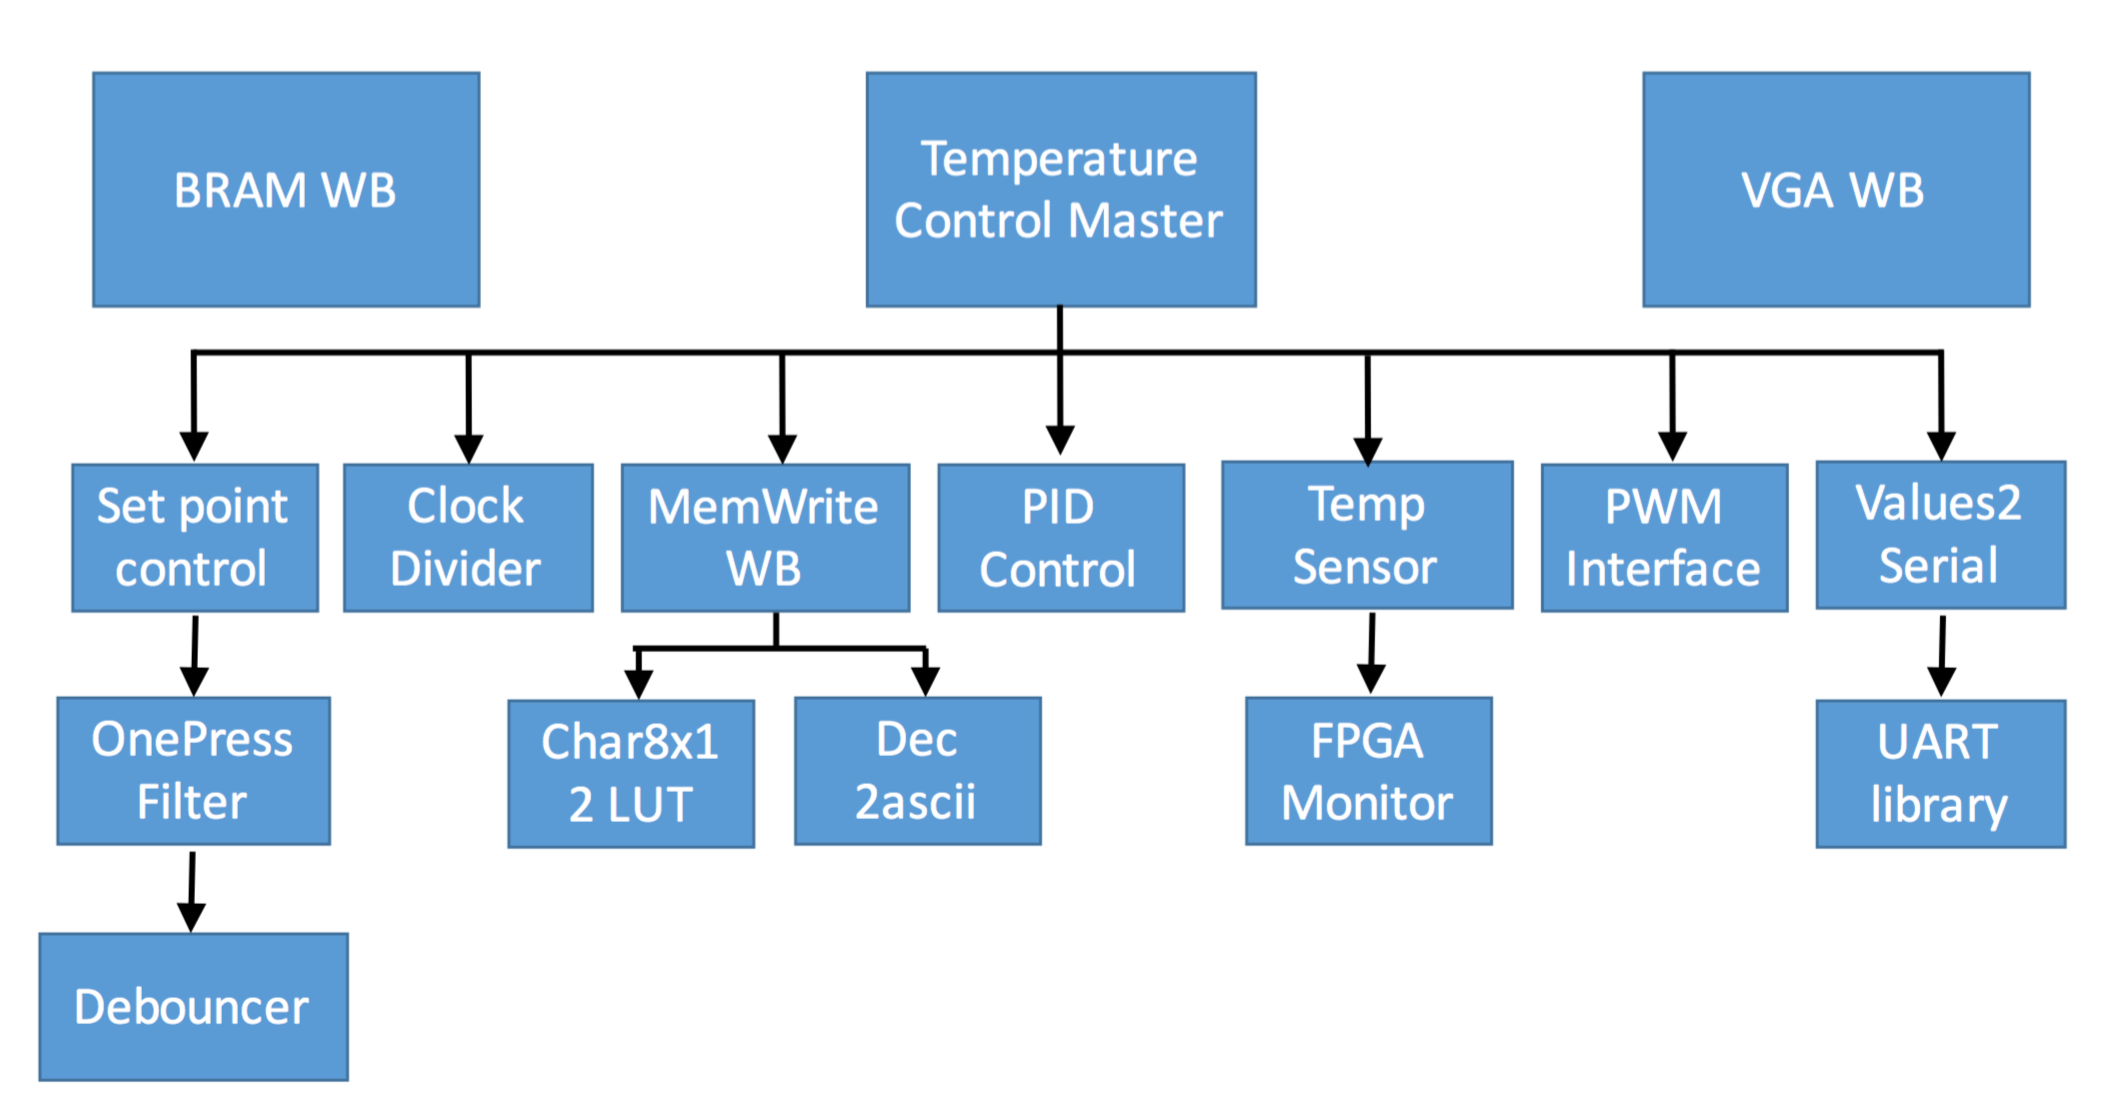 BRAM WB
Temperature
Control Master
VGA WB
Set point
control
Clock
Divider
MemWrite
WB
PID
Control
Temp
Sensor
PWM
Interface
Values2
Serial
OnePress
Filter
Char8x1
2 LUT
Dec
2ascii
FPGA
Monitor
UART
library
Debouncer